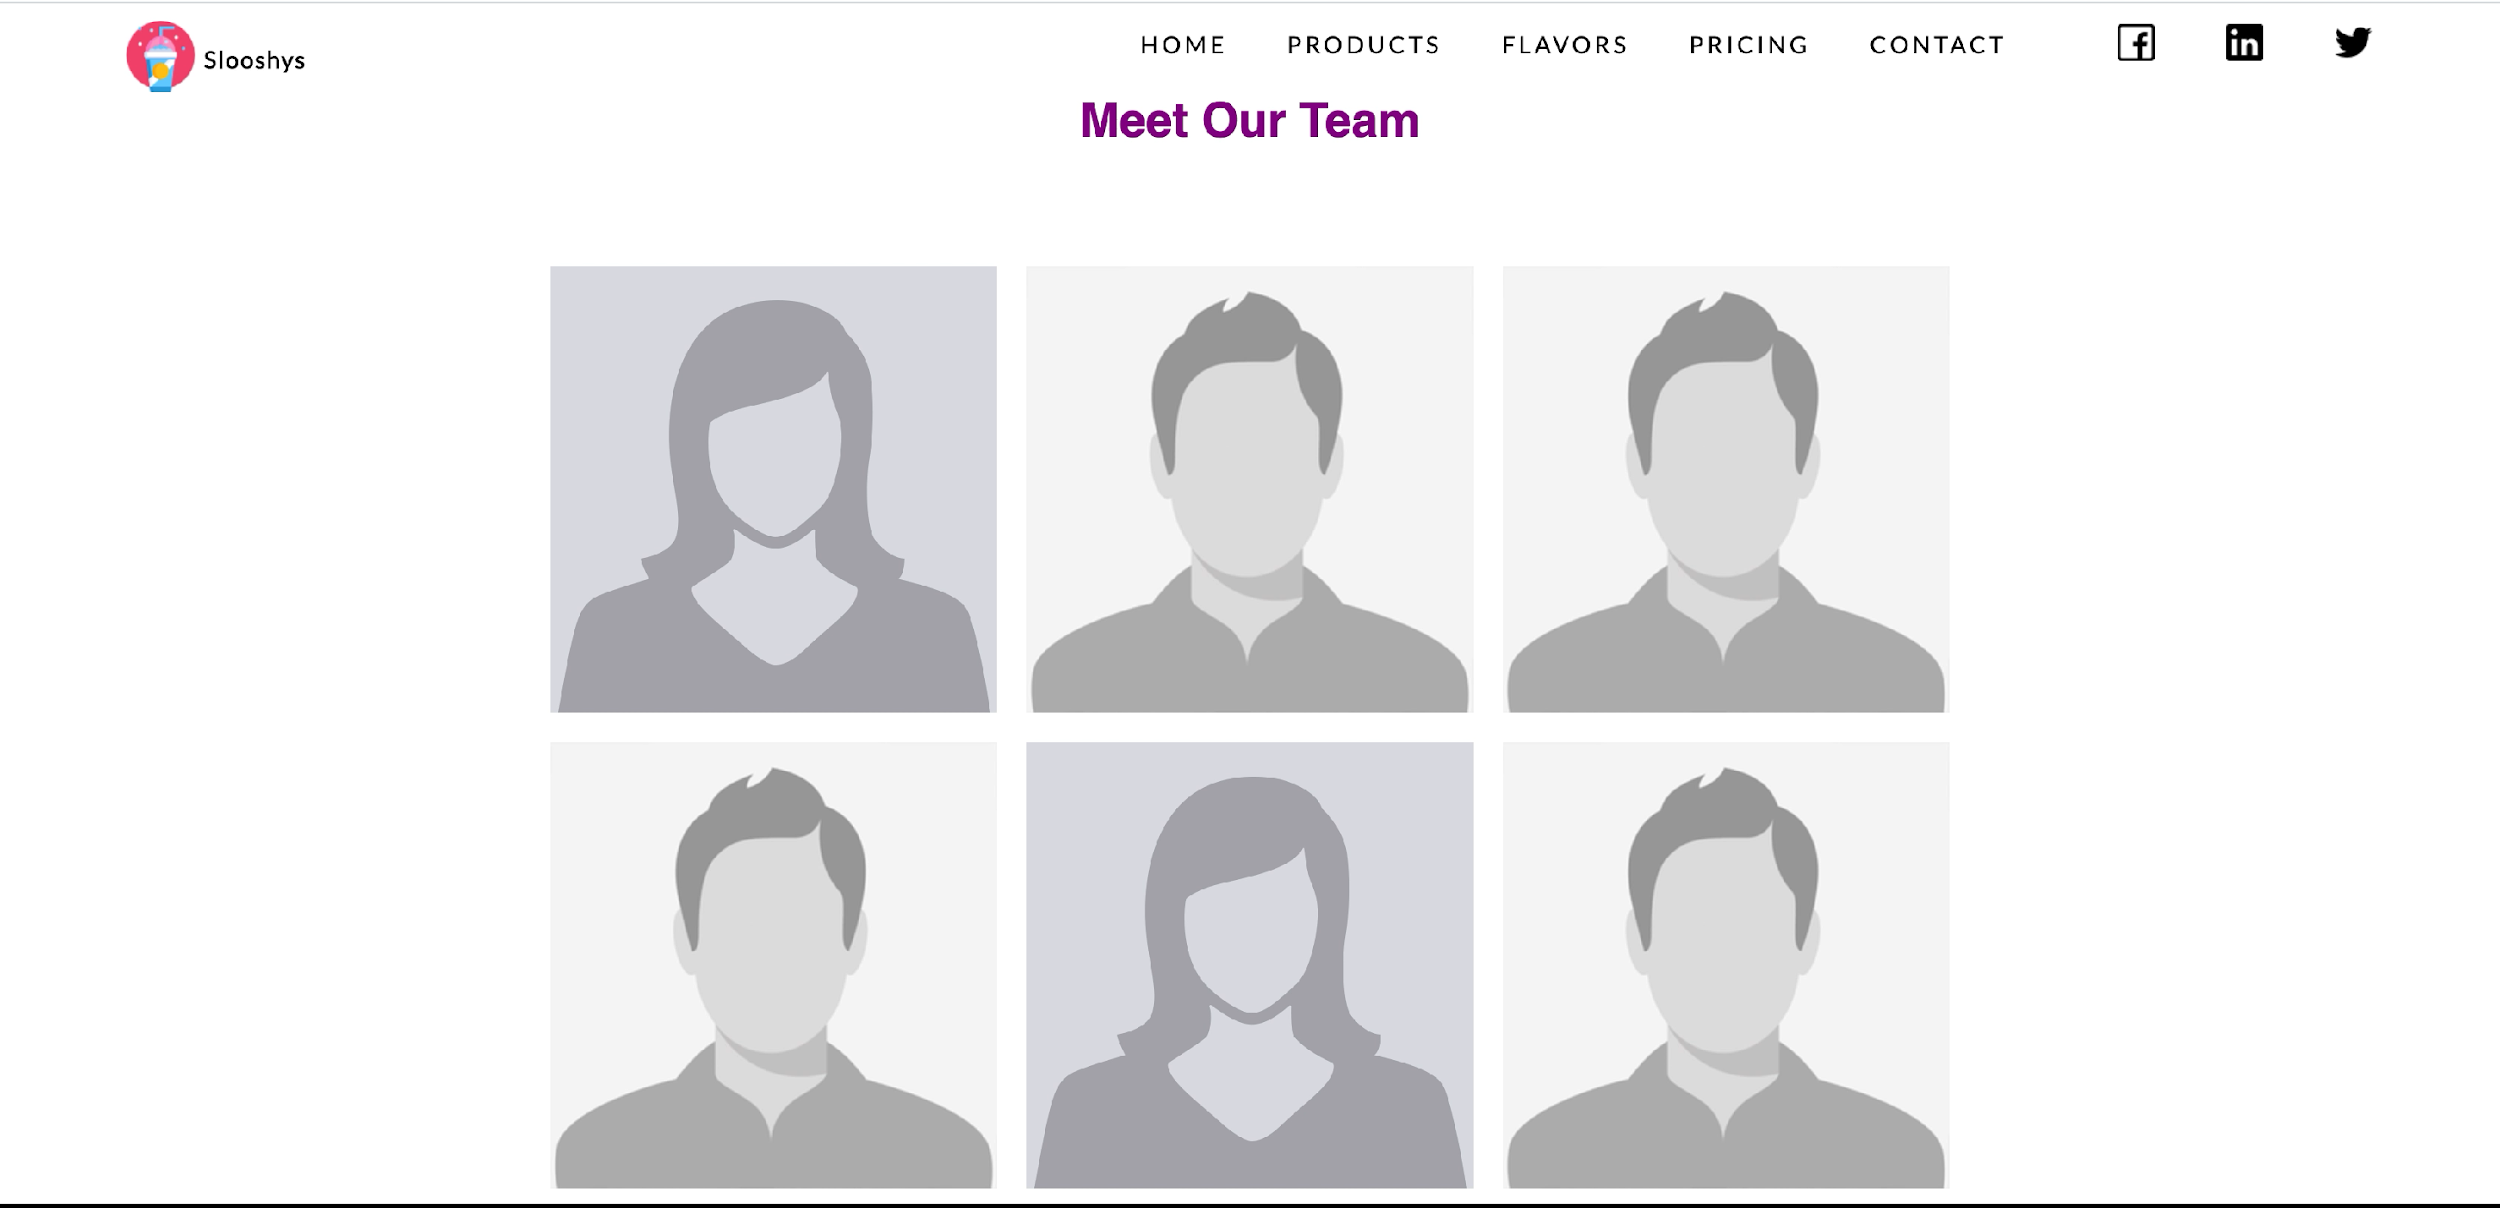 Slooshys
HOME PRODUCTS FLAVORS PRICING CONTACT
Meet Our Team